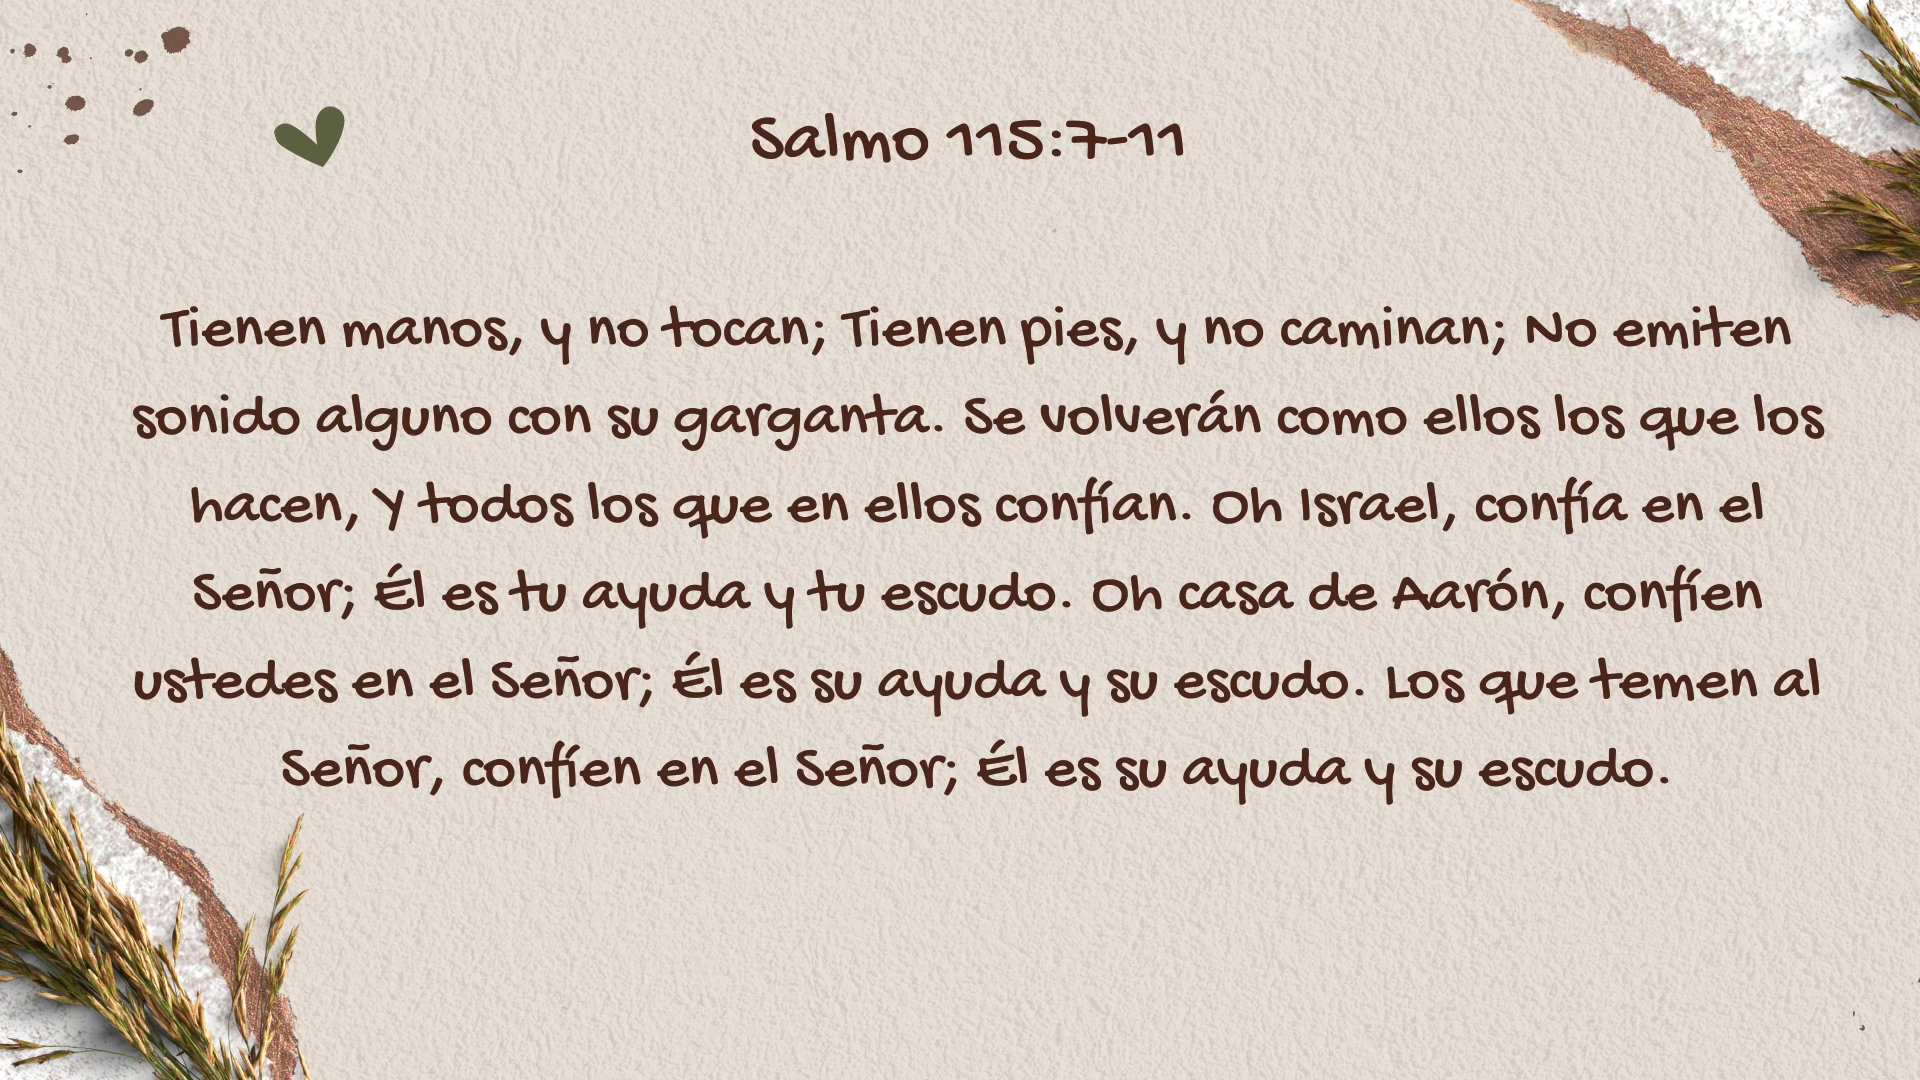 Salmo 115:7-11
Tienen manos, y no tocan; Tienen pies, y no caminan; No emiten
sonido alguno con su garganta. Se volverán como ellos los que los
hacen, Y todos los que en ellos confían. Oh Israel, confía en el
Señor; Él es tu ayuda y tu escudo. Oh casa de Aarón, confíen
ustedes en el Señor; Él es su ayuda y su escudo. Los que temen al
Señor, confíen en el Señor; Él es su ayuda y su escudo.